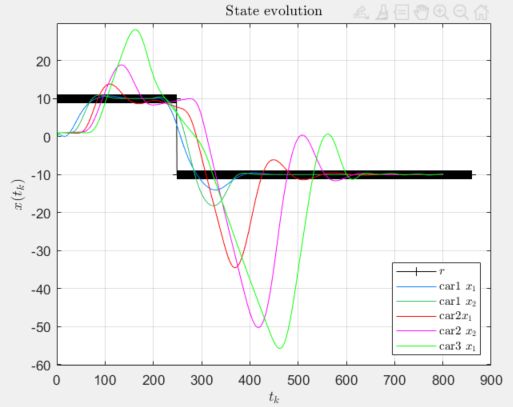 State evolution
20
10
0
-10
-20
-30
-40
-50
-60
x(t_k)
0 100 200 300 400 500 600 700 800 900
t_k
r
car1 x_1
car1 x_2
car2x_1
car2 x_2
car3 x_1